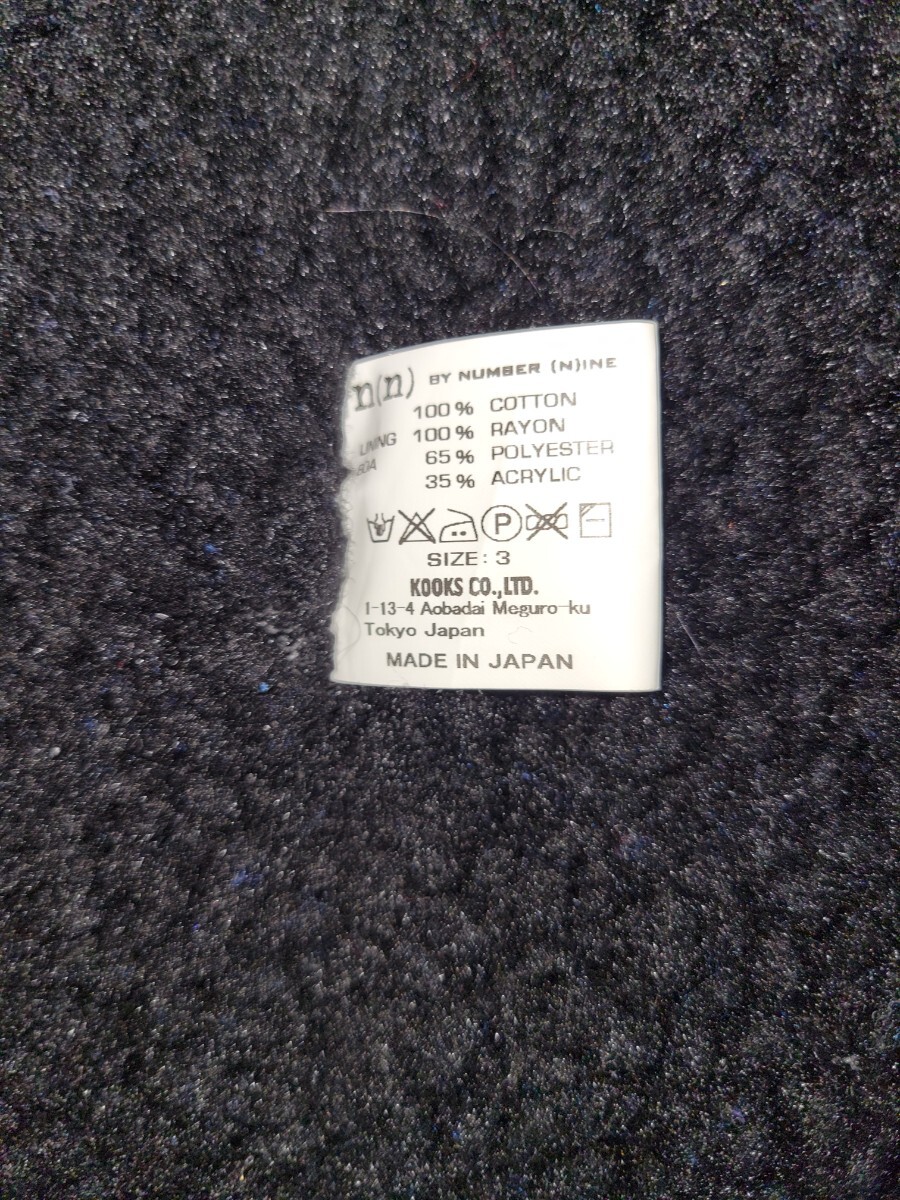 n(n) BY NUMBER (N)INE
100% COTTON
LINING 100% RAYON
BOA 65% POLYESTER
35% ACRYLIC
P
SIZE: 3
KOOKS CO.,LTD.
1-13-4 Aobadai Meguro-ku
Tokyo Japan
MADE IN JAPAN